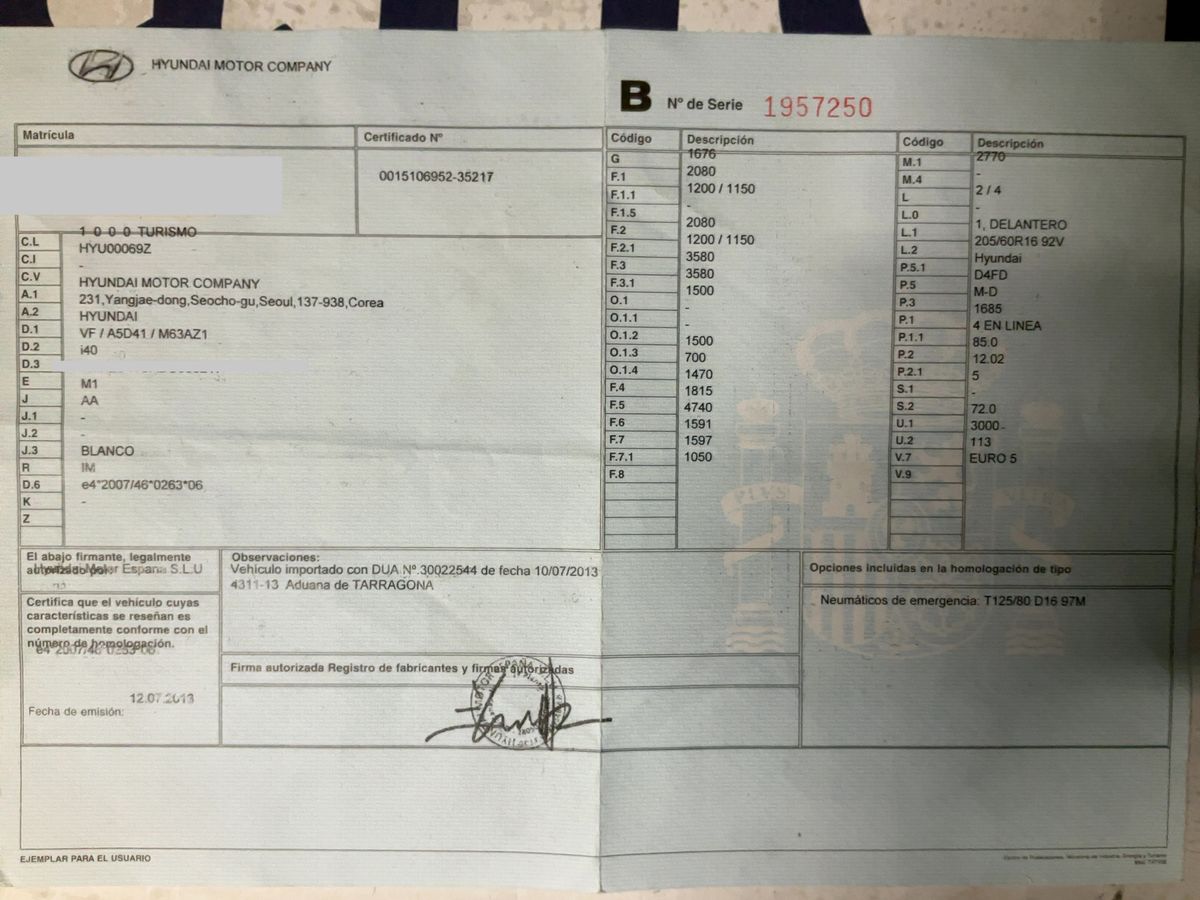 HYUNDAI MOTOR COMPANY
B Nº de Serie 1957250
Matrícula
Certificado Nº
0015106952-35217
1 0 0 0 TURISMO
C.L HYU00069Z
C.I -
C.V HYUNDAI MOTOR COMPANY
A.1 231,Yangjae-dong,Seocho-gu,Seoul,137-938,Corea
A.2 HYUNDAI
D.1 VF / A5D41 / M63AZ1
D.2 i40
D.3
E M1
J AA
J.1 -
J.2 -
J.3 BLANCO
R IM
D.6 e4*2007/46*0263*06
K -
Z
Código Descripción
G 1676
F.1 2080
F.1.1 1200 / 1150
F.1.5 -
F.2 2080
F.2.1 1200 / 1150
F.3 3580
F.3.1 3580
O.1 1500
O.1.1 -
O.1.2 -
O.1.3 1500
O.1.4 700
F.4 1470
F.5 1815
F.6 4740
F.7 1591
F.7.1 1597
F.8 1050
Código Descripción
M.1 2770
M.4 -
L 2 / 4
L.0 -
L.1 1, DELANTERO
L.2 205/60R16 92V
P.5.1 Hyundai
P.5 D4FD
P.3 M-D
P.1 1685
P.1.1 4 EN LINEA
P.2 85.0
P.2.1 12.02
S.1 5
S.2 -
U.1 72.0
U.2 3000
V.7 113
V.9 EURO 5
PLVS
VLTRA
El abajo firmante, legalmente
autorizado por:
Hyundai Motor Espana S.L.U
Certifica que el vehículo cuyas
características se reseñan es
completamente conforme con el
número de homologación.
e4*2007/46*0263*06
12.07.2013
Fecha de emisión:
Observaciones:
Vehiculo importado con DUA Nº.30022544 de fecha 10/07/2013
4311-13 Aduana de TARRAGONA
Firma autorizada Registro de fabricantes y firmas autorizadas
Opciones incluidas en la homologación de tipo
Neumáticos de emergencia: T125/80 D16 97M
EJEMPLAR PARA EL USUARIO